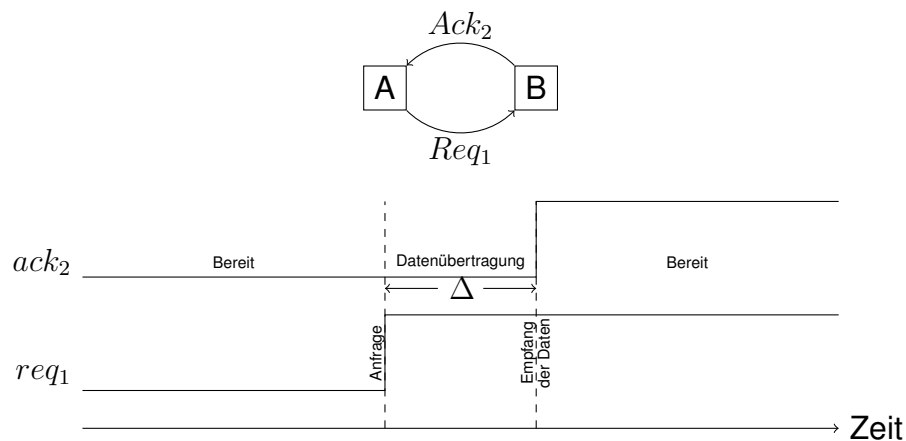 Ack2
A
B
Req1
ack2
Bereit
Datenübertragung
Bereit
Δ
Anfrage
Empfang
der Daten
req1
Zeit